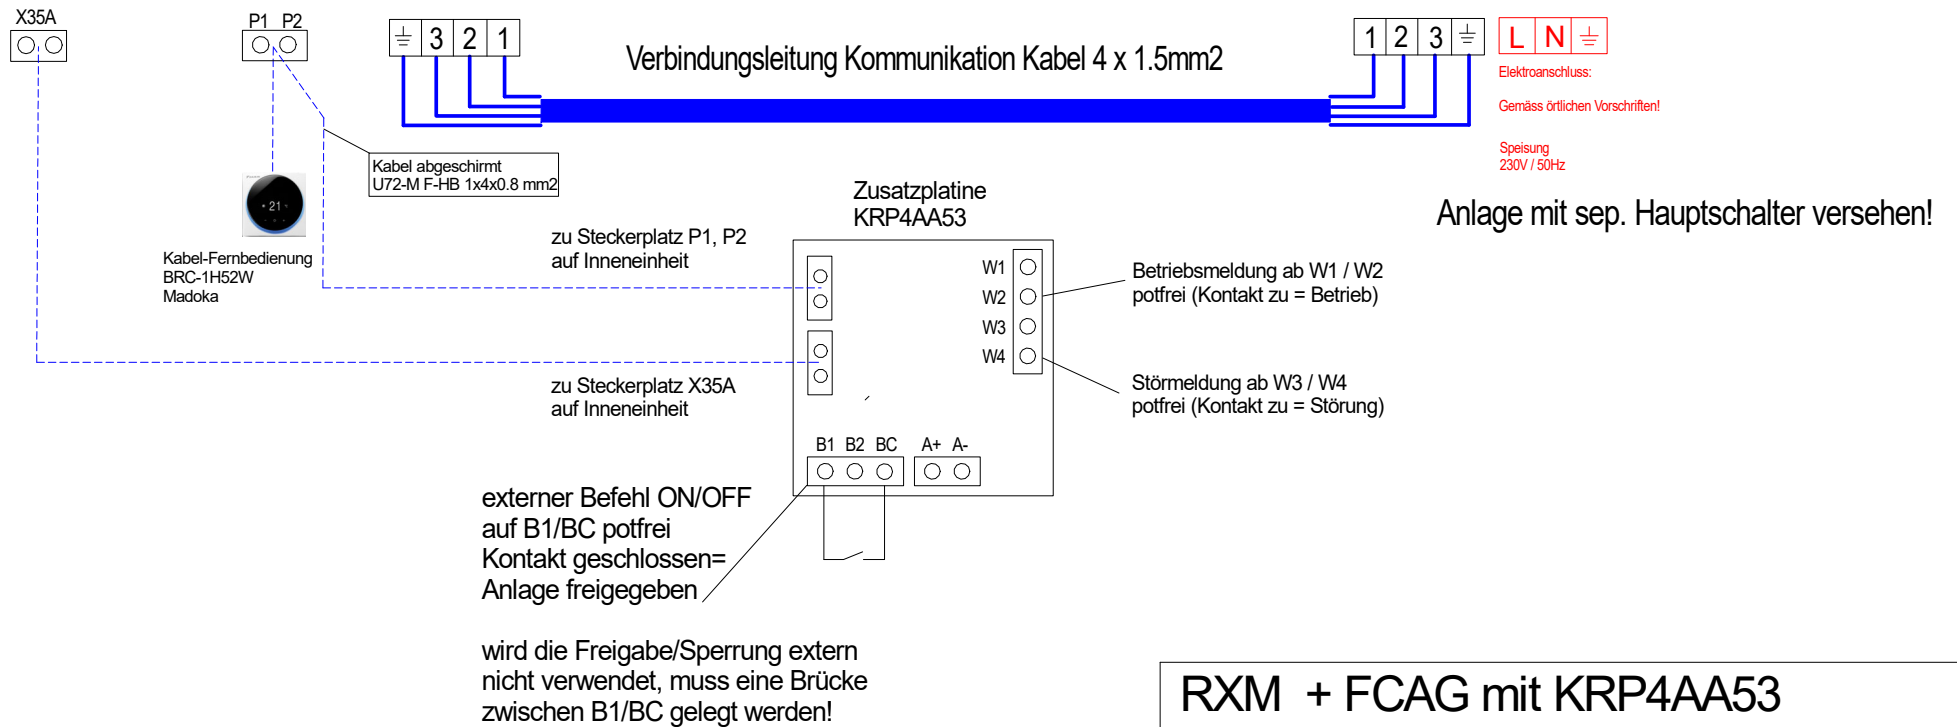 X35A
P1 P2
3 2 1
Verbindungsleitung Kommunikation Kabel 4 x 1.5mm2
1 2 3
L N
Elektroanschluss:
Gemäss örtlichen Vorschriften!
Speisung
230V / 50Hz
Anlage mit sep. Hauptschalter versehen!
Kabel abgeschirmt
U72-M F-HB 1x4x0.8 mm2
21
Kabel-Fernbedienung
BRC-1H52W
Madoka
zu Steckerplatz P1, P2
auf Inneneinheit
zu Steckerplatz X35A
auf Inneneinheit
Zusatzplatine
KRP4AA53
W1
W2
W3
W4
Betriebsmeldung ab W1 / W2
potfrei (Kontakt zu = Betrieb)
Störmeldung ab W3 / W4
potfrei (Kontakt zu = Störung)
B1 B2 BC A+ A-
externer Befehl ON/OFF
auf B1/BC potfrei
Kontakt geschlossen=
Anlage freigegeben
wird die Freigabe/Sperrung extern
nicht verwendet, muss eine Brücke
zwischen B1/BC gelegt werden!
RXM + FCAG mit KRP4AA53